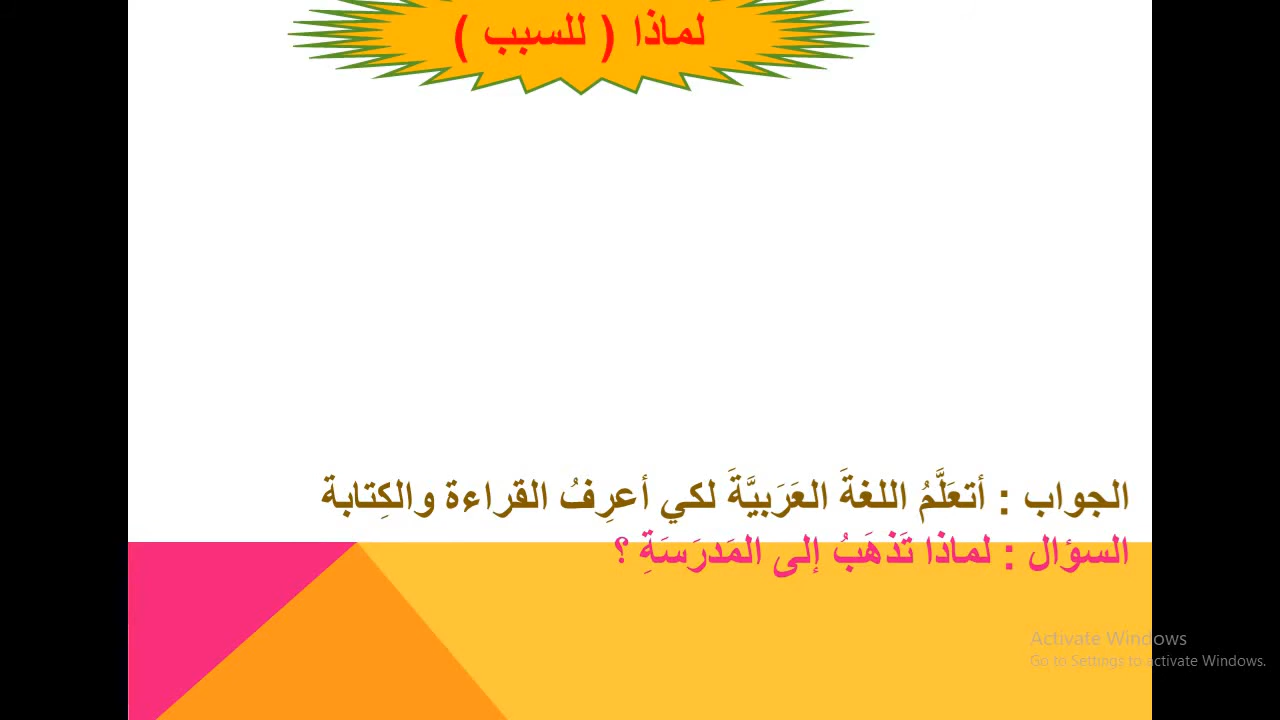 لماذا ( للسبب )
الجواب : أتعَلَّمُ اللغةَ العَرَبيَّةَ لكي أعرِفُ القراءة والكِتابة
السؤال : لماذا تَذهَبُ إلى المَدرَسَةِ ؟
Activate Windows
Go to Settings to activate Windows.